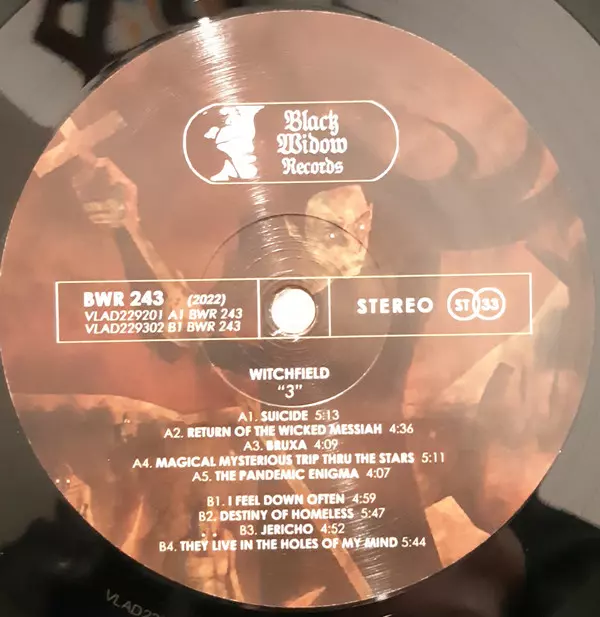 Black
Widow
Records
BWR 243 (2022)
VLAD229201 A1 BWR 243
VLAD229302 B1 BWR 243
STEREO ST 33
WITCHFIELD
"3"
A1. SUICIDE 5:13
A2. RETURN OF THE WICKED MESSIAH 4:36
A3. BRUXA 4:09
A4. MAGICAL MYSTERIOUS TRIP THRU THE STARS 5:11
A5. THE PANDEMIC ENIGMA 4:07
B1. I FEEL DOWN OFTEN 4:59
B2. DESTINY OF HOMELESS 5:47
B3. JERICHO 4:52
B4. THEY LIVE IN THE HOLES OF MY MIND 5:44